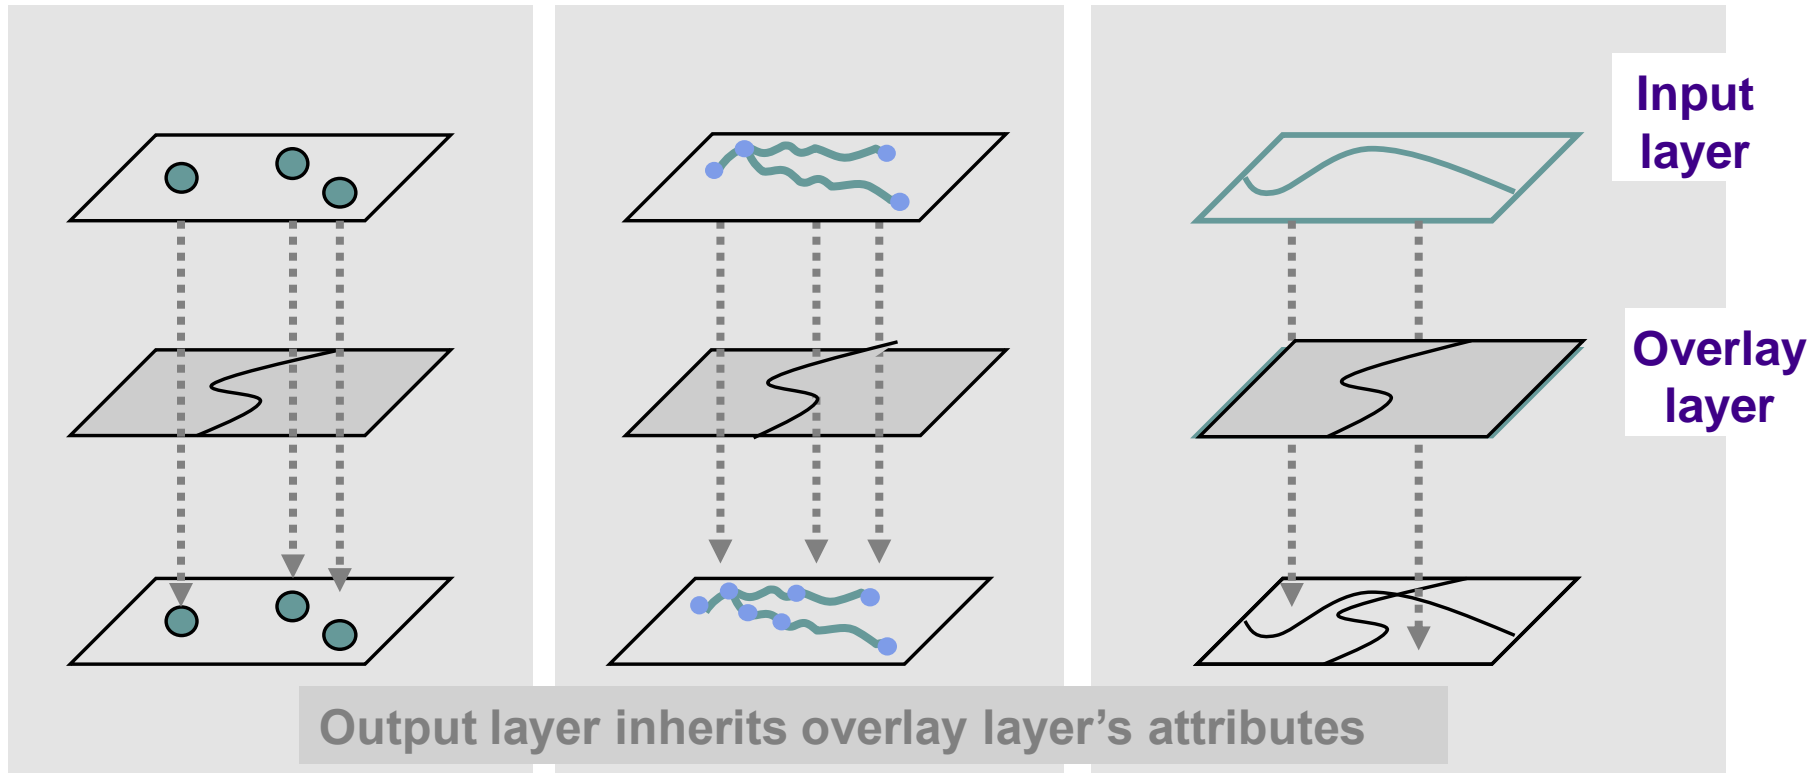 Input
layer
Overlay
layer
Output layer inherits overlay layer’s attributes